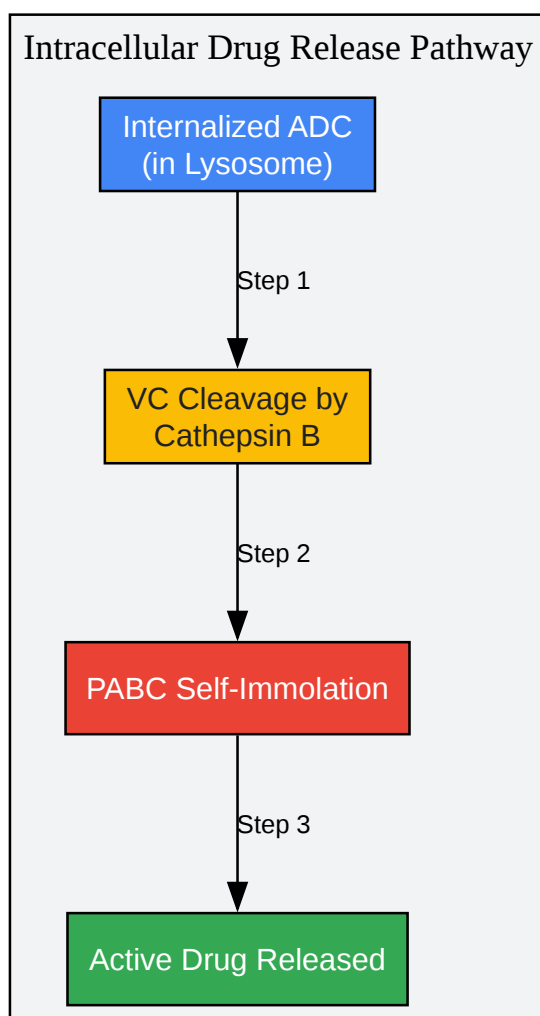 Intracellular Drug Release Pathway
Internalized ADC
(in Lysosome)
Step 1
VC Cleavage by
Cathepsin B
Step 2
PABC Self-Immolation
Step 3
Active Drug Released